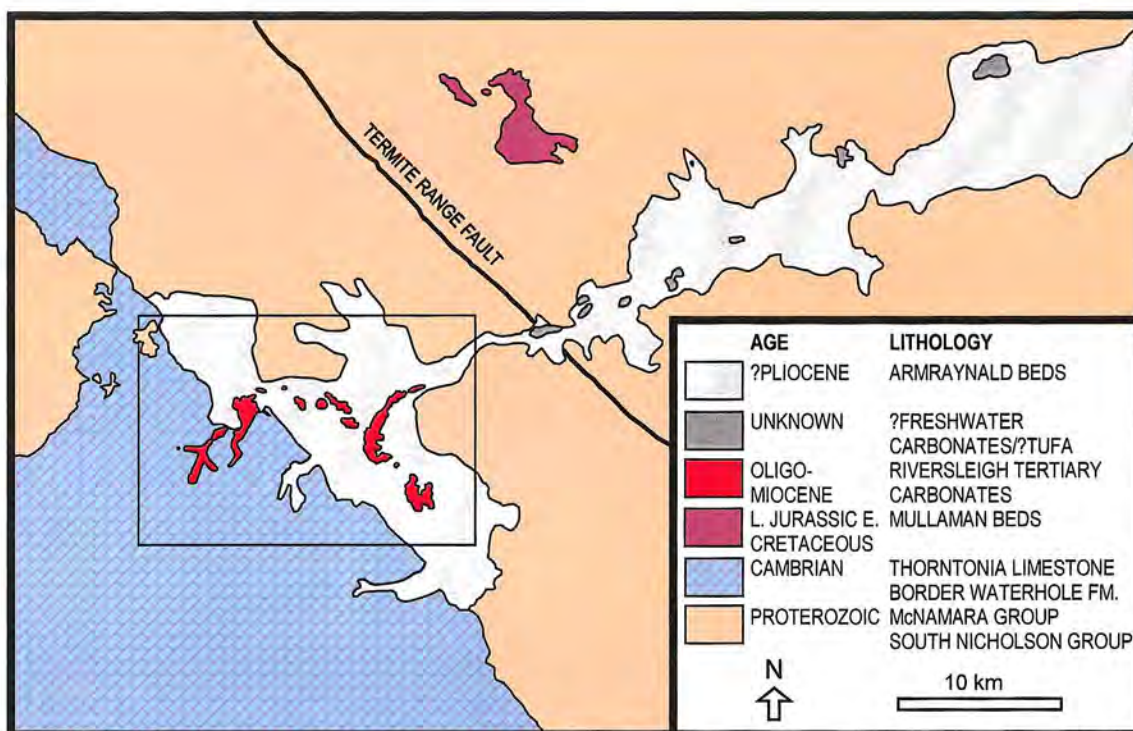 TERMITE RANGE FAULT
AGE LITHOLOGY
?PLIOCENE ARMRAYNALD BEDS
UNKNOWN ?FRESHWATER
CARBONATES/?TUFA
OLIGO- RIVERSLEIGH TERTIARY
MIOCENE CARBONATES
L. JURASSIC E. MULLAMAN BEDS
CRETACEOUS
CAMBRIAN THORNTONIA LIMESTONE
BORDER WATERHOLE FM.
PROTEROZOIC McNAMARA GROUP
SOUTH NICHOLSON GROUP
N
10 km